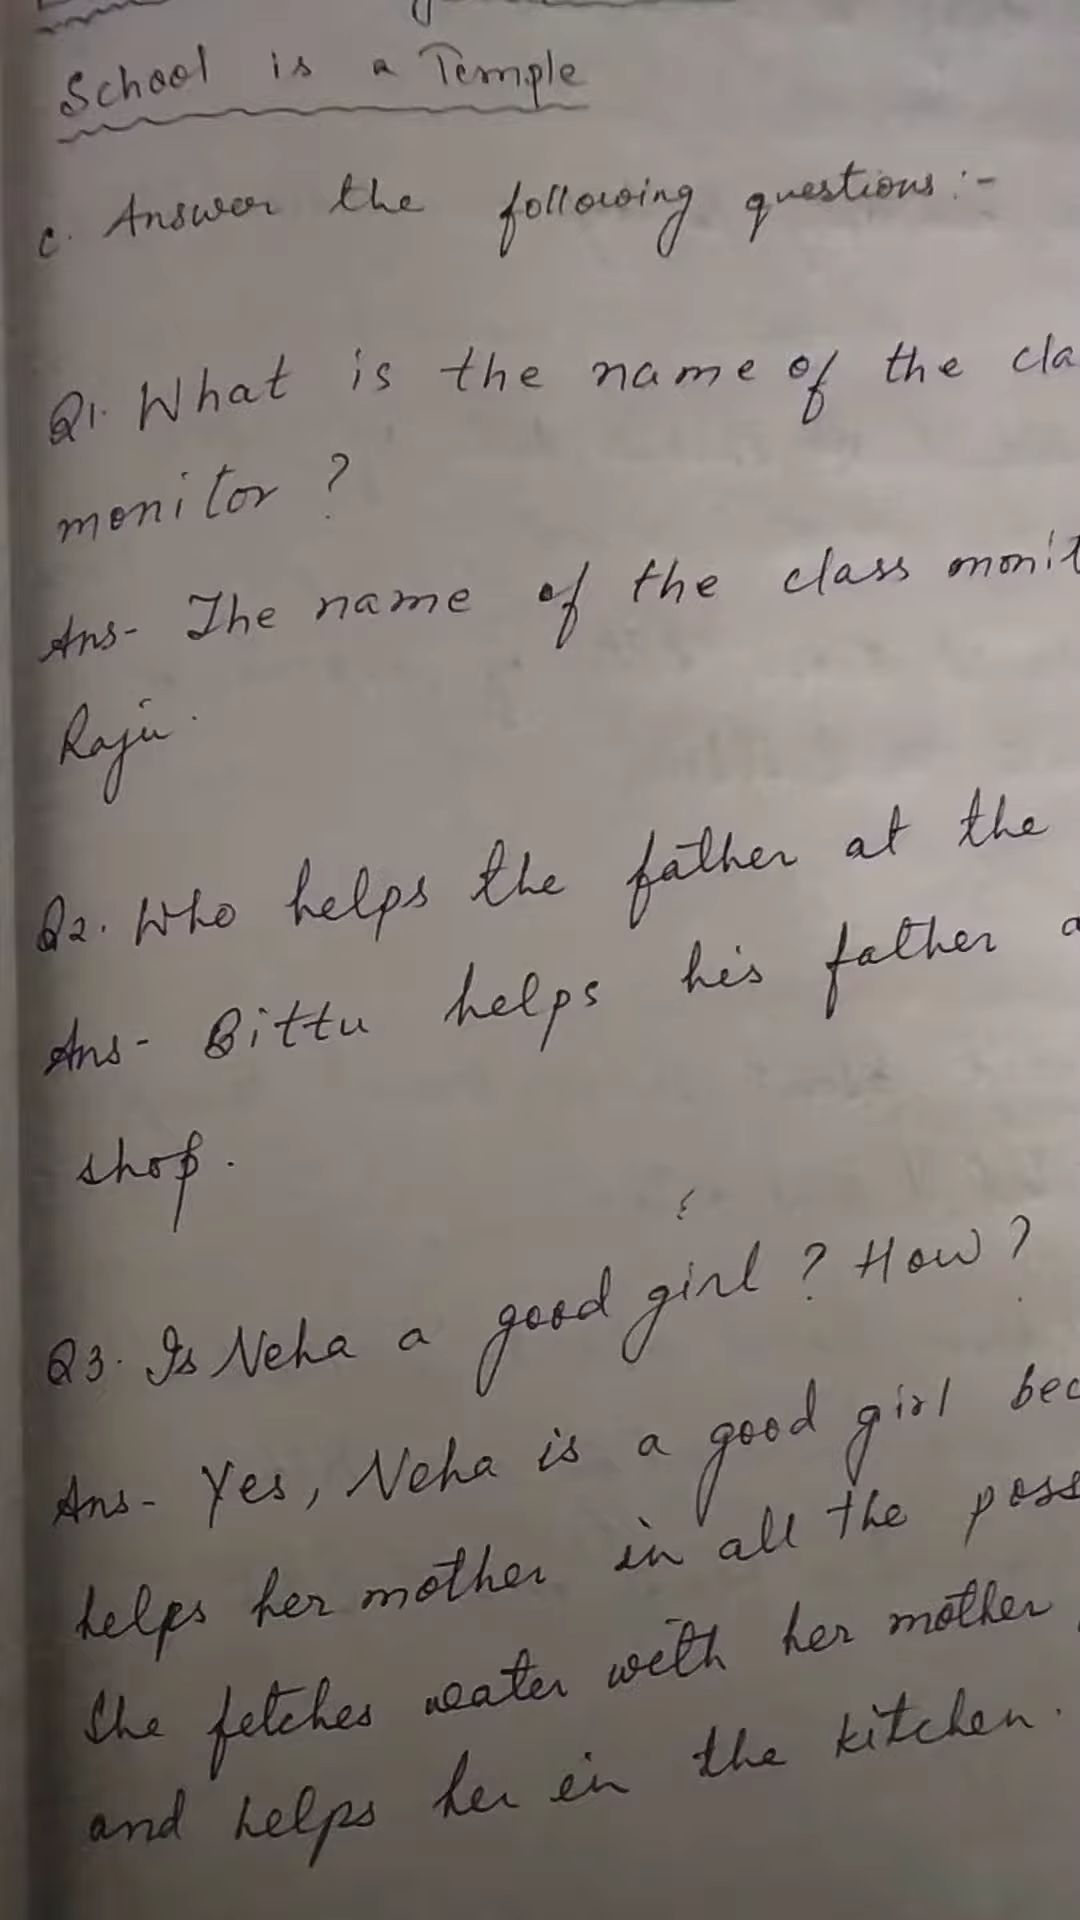 School is a Temple
C. Answer the following questions:-
Q1. What is the name of the cla
monitor ?
Ans- The name of the class monit
Raju.
Q2. Who helps the father at the
Ans- Bittu helps his father a
shop.
Q3. Is Neha a good girl ? How ?
Ans- Yes, Neha is a good girl bec
helps her mother in all the poss
She fetches water with her mother
and helps her in the kitchen.